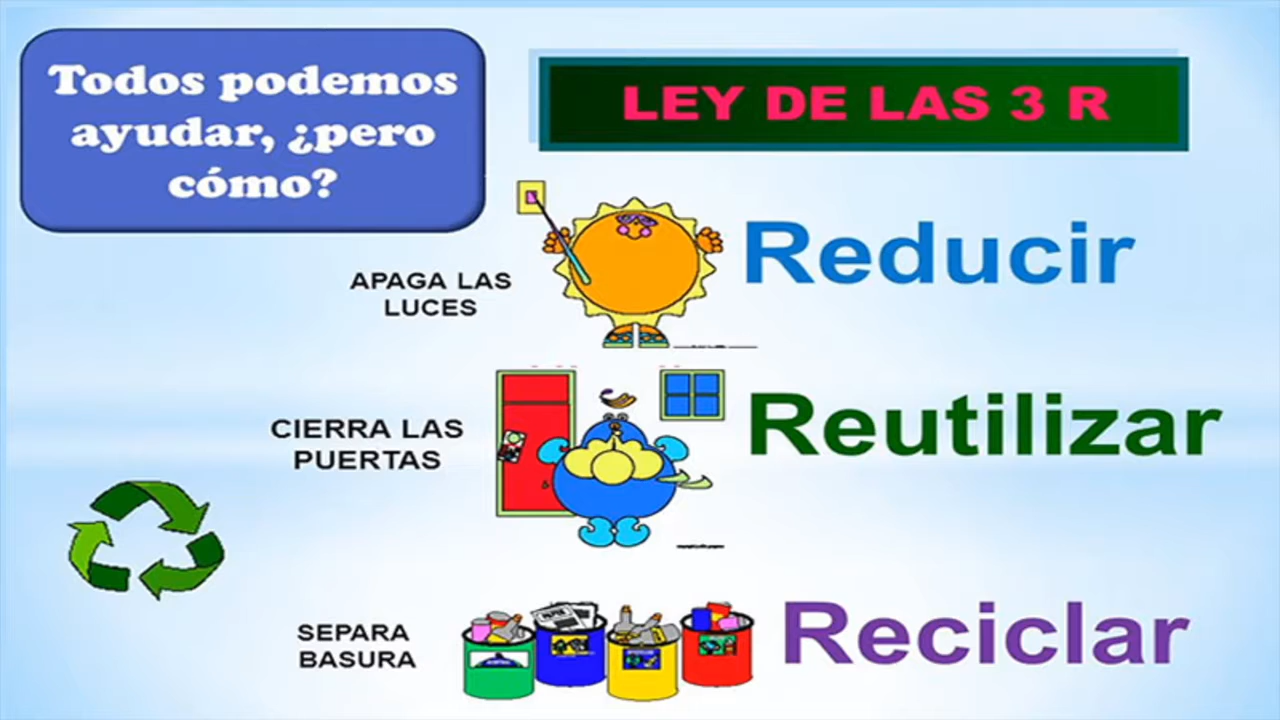 Todos podemos
ayudar, ¿pero
cómo?
LEY DE LAS 3 R
APAGA LAS
LUCES
Reducir
CIERRA LAS
PUERTAS
Reutilizar
SEPARA
BASURA
Reciclar